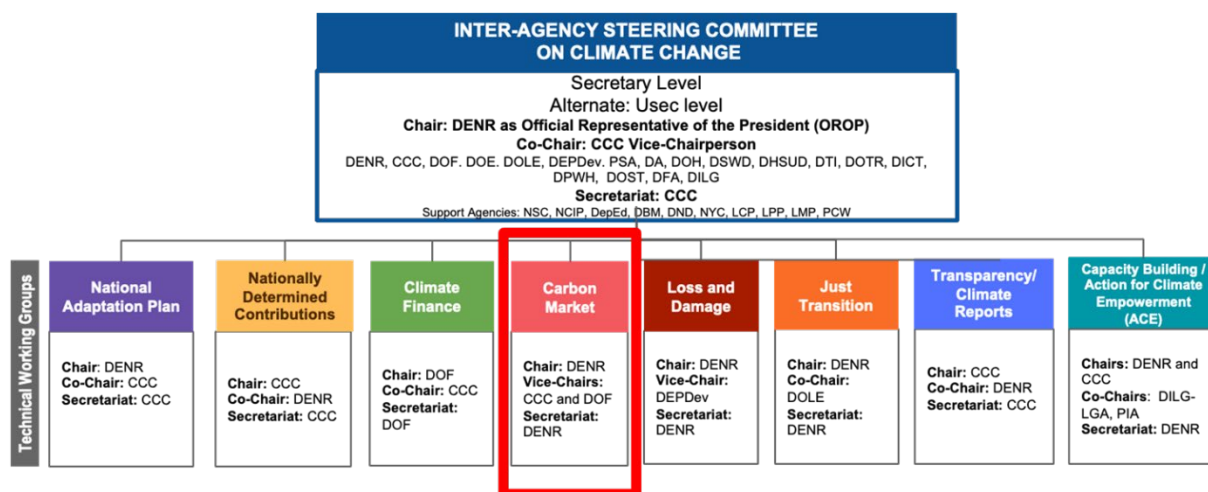 INTER-AGENCY STEERING COMMITTEE
ON CLIMATE CHANGE
Secretary Level
Alternate: Usec level
Chair: DENR as Official Representative of the President (OROP)
Co-Chair: CCC Vice-Chairperson
DENR, CCC, DOF. DOE. DOLE, DEPDev. PSA, DA, DOH, DSWD, DHSUD, DTI, DOTR, DICT,
DPWH, DOST, DFA, DILG
Secretariat: CCC
Support Agencies: NSC, NCIP, DepEd, DBM, DND, NYC, LCP, LPP, LMP, PCW
Technical Working Groups
National
Adaptation Plan
Chair: DENR
Co-Chair: CCC
Secretariat: CCC
Nationally
Determined
Contributions
Chair: CCC
Co-Chair: DENR
Secretariat: CCC
Climate
Finance
Chair: DOF
Co-Chair: CCC
Secretariat:
DOF
Carbon
Market
Chair: DENR
Vice-Chairs:
CCC and DOF
Secretariat:
DENR
Loss and
Damage
Chair: DENR
Vice-Chair:
DEPDev
Secretariat:
DENR
Just
Transition
Chair: DENR
Co-Chair:
DOLE
Secretariat:
DENR
Transparency/
Climate
Reports
Chair: CCC
Co-Chair: DENR
Secretariat: CCC
Capacity Building /
Action for Climate
Empowerment
(ACE)
Chairs: DENR and
CCC
Co-Chairs: DILG-
LGA, PIA
Secretariat: DENR